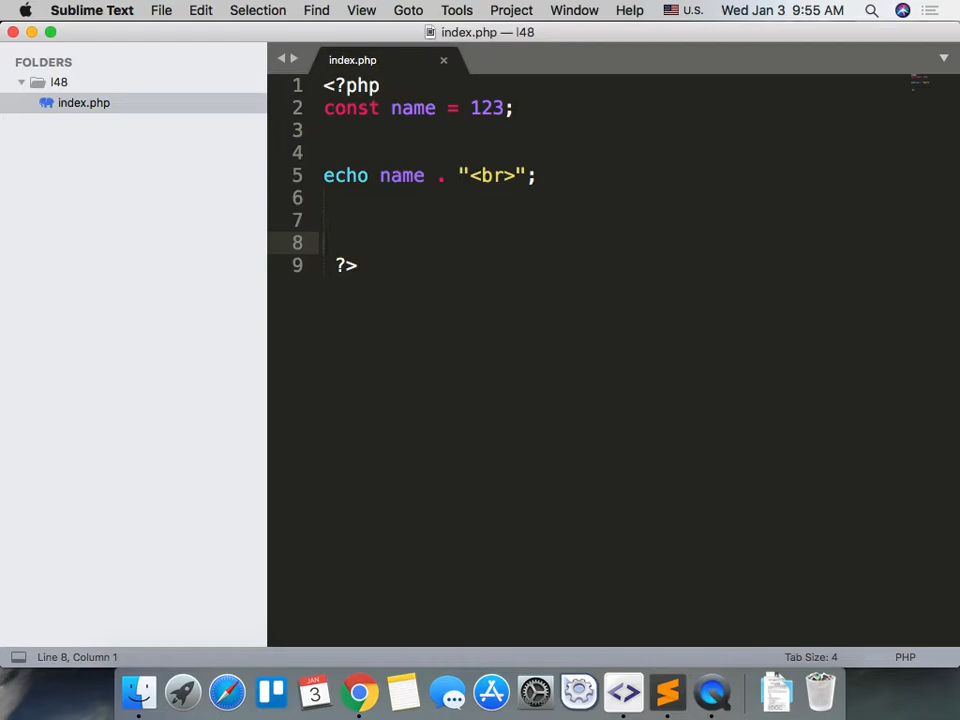 Sublime Text File Edit Selection Find View Goto Tools Project Window Help U.S. Wed Jan 3 9:55 AM
index.php — l48
FOLDERS
l48
index.php
index.php
1 <?php
2 const name = 123;
3
4
5 echo name . "<br>";
6
7
8
9 ?>
Line 8, Column 1 Tab Size: 4 PHP
JAN
3